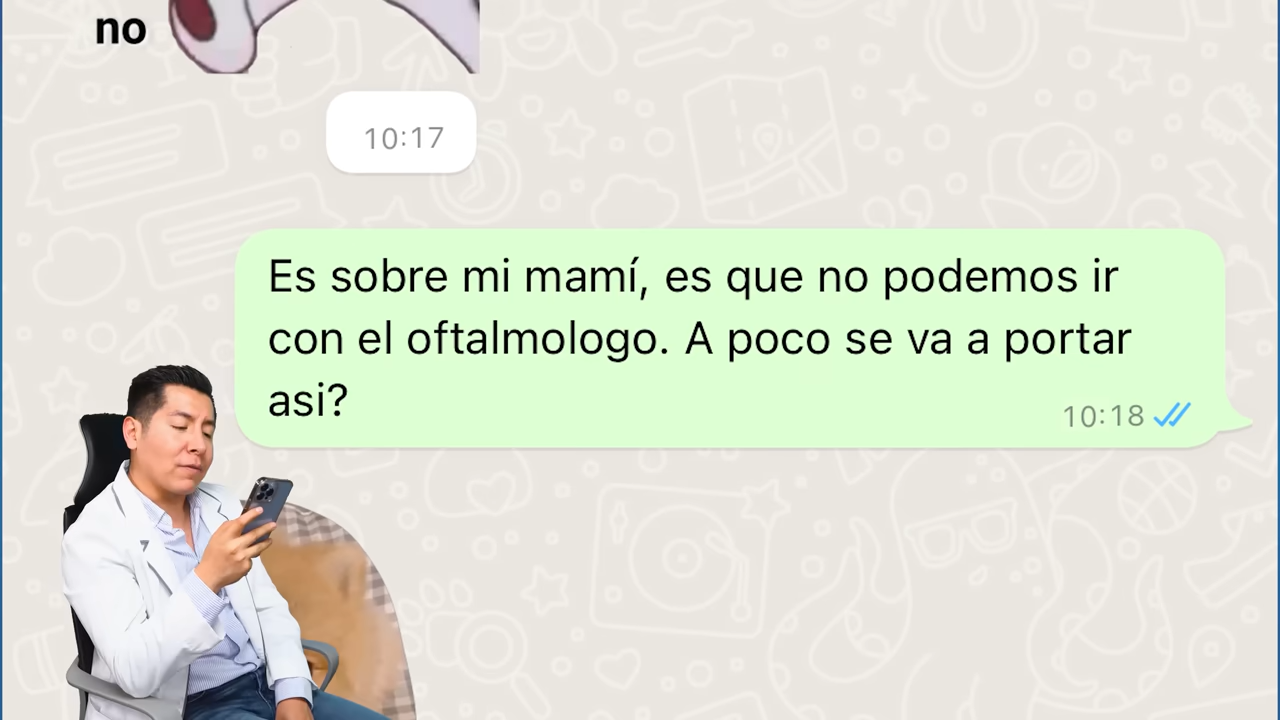 no
10:17
Es sobre mi mamí, es que no podemos ir
con el oftalmologo. A poco se va a portar
asi?
10:18